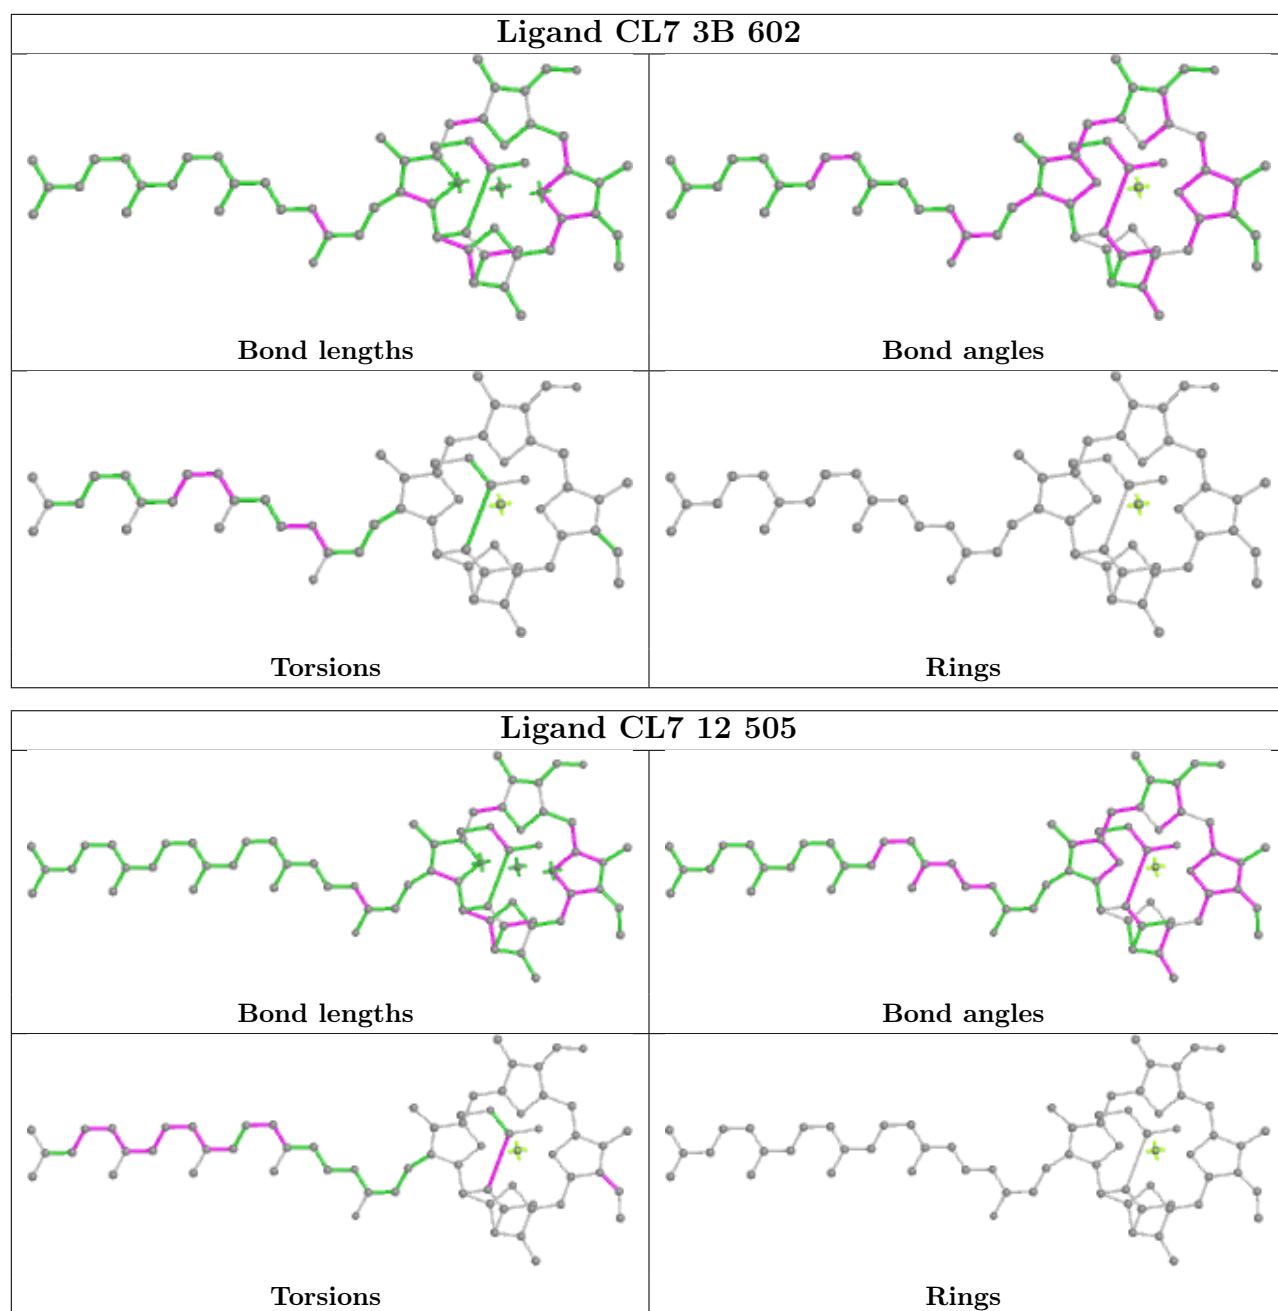 Ligand CL7 3B 602
Bond lengths
Bond angles
Torsions
Rings
Ligand CL7 12 505
Bond lengths
Bond angles
Torsions
Rings